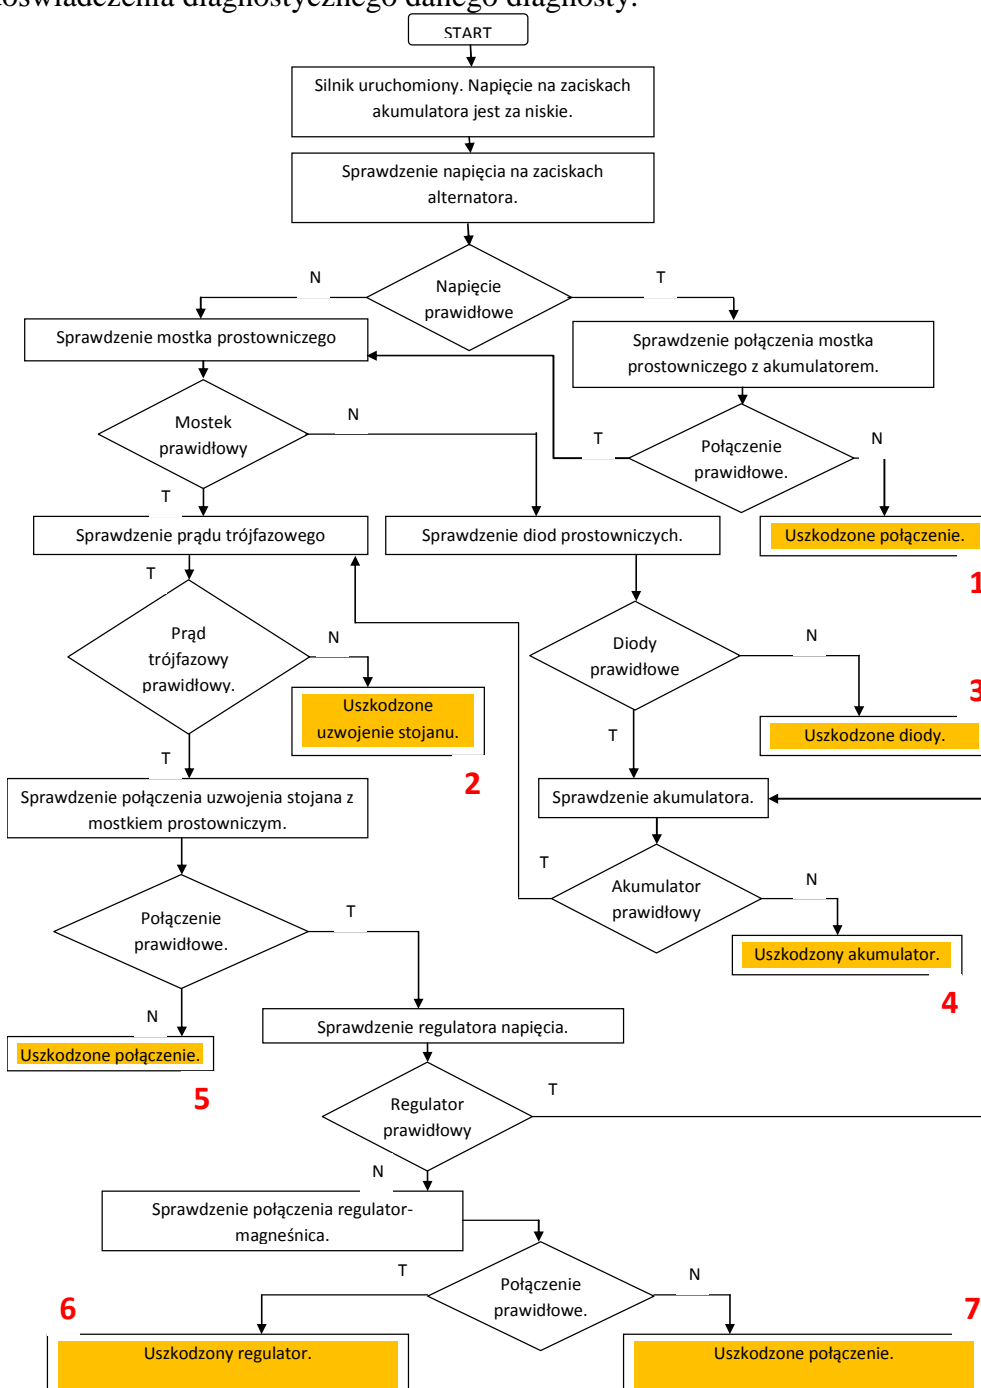 doświadczenia diagnostycznego danego diagnosty.
START
Silnik uruchomiony. Napięcie na zaciskach
akumulatora jest za niskie.
Sprawdzenie napięcia na zaciskach
alternatora.
N
T
Napięcie
prawidłowe
Sprawdzenie mostka prostowniczego
Sprawdzenie połączenia mostka
prostowniczego z akumulatorem.
Mostek
prawidłowy
N
T
Połączenie
prawidłowe.
N
T
Sprawdzenie prądu trójfazowego
Sprawdzenie diod prostowniczych.
Uszkodzone połączenie.
1
T
Prąd
trójfazowy
prawidłowy.
N
Diody
prawidłowe
N
Uszkodzone
uzwojenie stojanu.
2
3
Uszkodzone diody.
T
T
Sprawdzenie połączenia uzwojenia stojana z
mostkiem prostowniczym.
Sprawdzenie akumulatora.
T
Akumulator
prawidłowy
N
Połączenie
prawidłowe.
T
Uszkodzony akumulator.
4
N
Sprawdzenie regulatora napięcia.
Uszkodzone połączenie.
5
Regulator
prawidłowy
T
N
Sprawdzenie połączenia regulator-
magneśnica.
T
Połączenie
prawidłowe.
N
6
7
Uszkodzony regulator.
Uszkodzone połączenie.